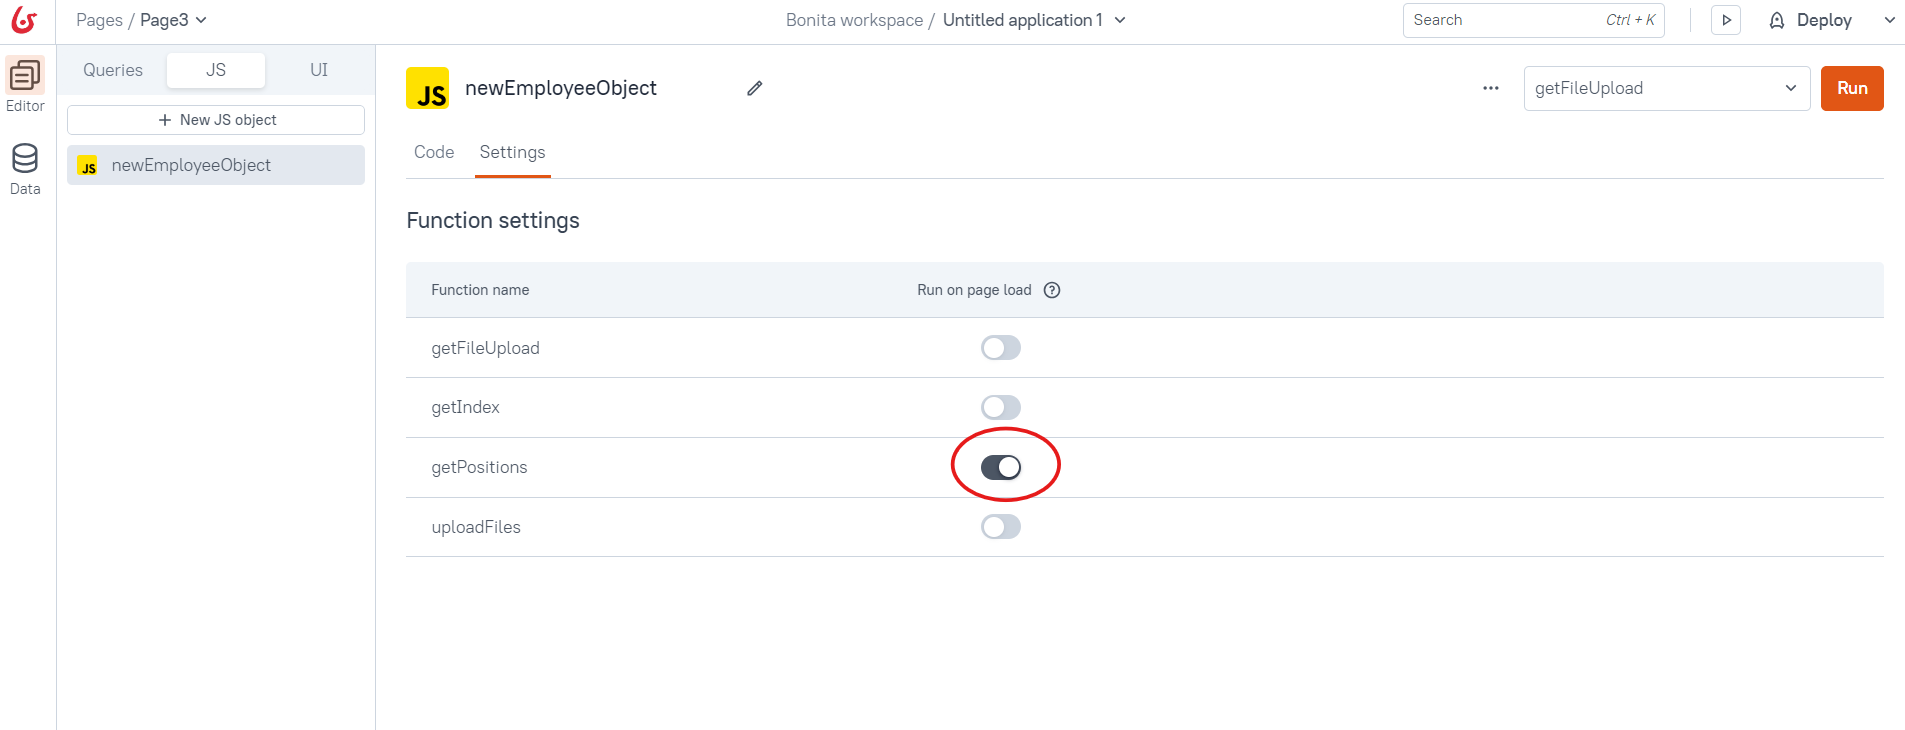 Pages / Page3
Bonita workspace / Untitled application 1
Search Ctrl + K
Deploy
Editor
Data
Queries JS UI
+ New JS object
JS newEmployeeObject
JS newEmployeeObject
... getFileUpload Run
Code Settings
Function settings
Function name Run on page load ?
getFileUpload
getIndex
getPositions
uploadFiles